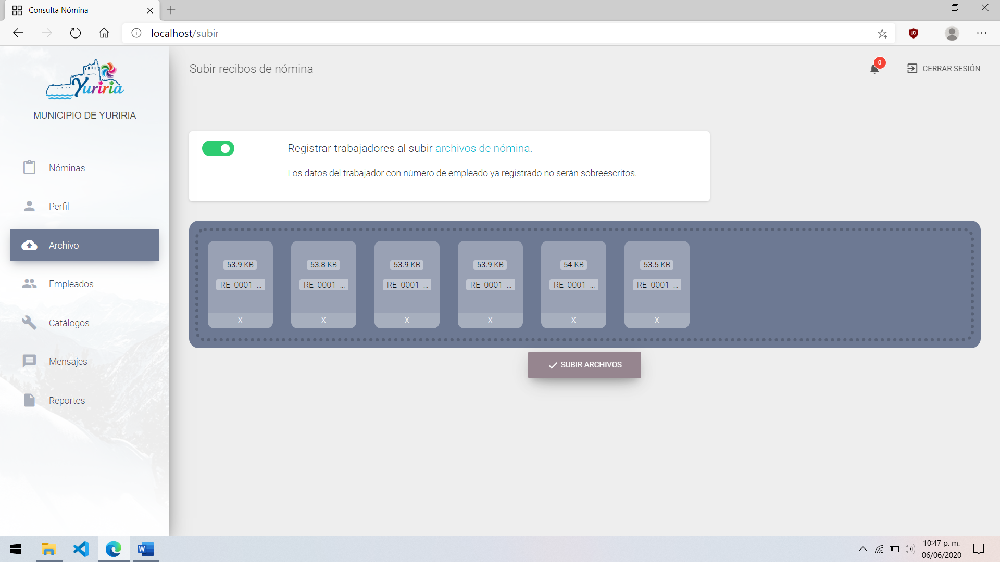 Consulta Nómina
localhost/subir
Yuriria
MUNICIPIO DE YURIRIA
Nóminas
Perfil
Archivo
Empleados
Catálogos
Mensajes
Reportes
Subir recibos de nómina
0
CERRAR SESIÓN
Registrar trabajadores al subir archivos de nómina.
Los datos del trabajador con número de empleado ya registrado no serán sobreescritos.
53.9 KB 53.8 KB 53.9 KB 53.9 KB 54 KB 53.5 KB
RE_0001_... RE_0001_... RE_0001_... RE_0001_... RE_0001_... RE_0001_...
X X X X X X
SUBIR ARCHIVOS
10:47 p. m.
06/06/2020